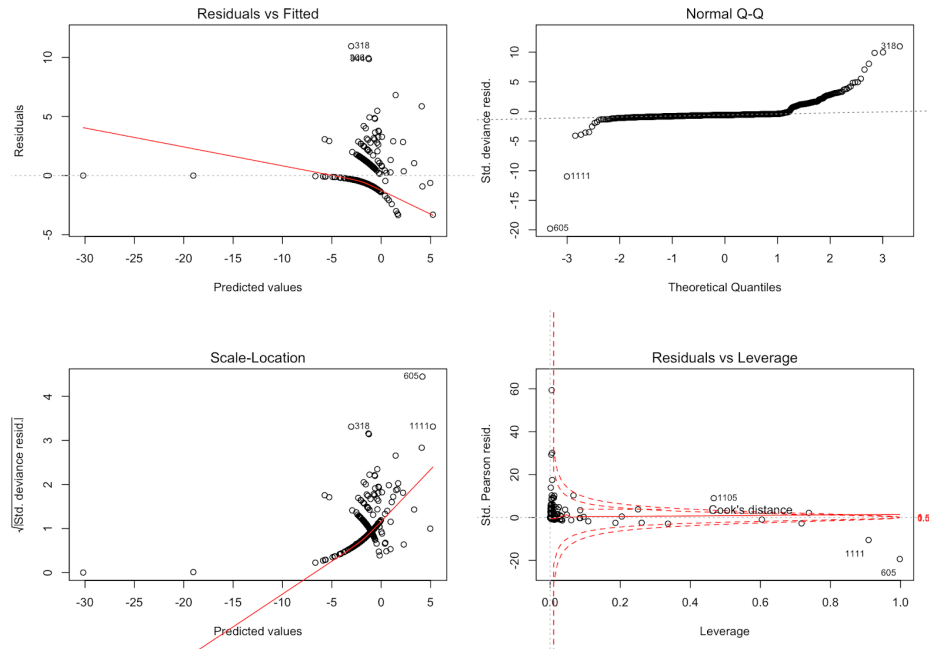 Residuals vs Fitted
318
Residuals
10
5
0
-5
-30 -25 -20 -15 -10 -5 0 5
Predicted values
Normal Q-Q
318
1111
605
Std. deviance resid.
10
5
0
-5
-10
-15
-20
-3 -2 -1 0 1 2 3
Theoretical Quantiles
Scale-Location
605
318
1111
√|Std. deviance resid.|
4
3
2
1
0
-30 -25 -20 -15 -10 -5 0 5
Predicted values
Residuals vs Leverage
1105
Cook's distance
1111
605
Std. Pearson resid.
60
40
20
0
-20
0.0 0.2 0.4 0.6 0.8 1.0
Leverage